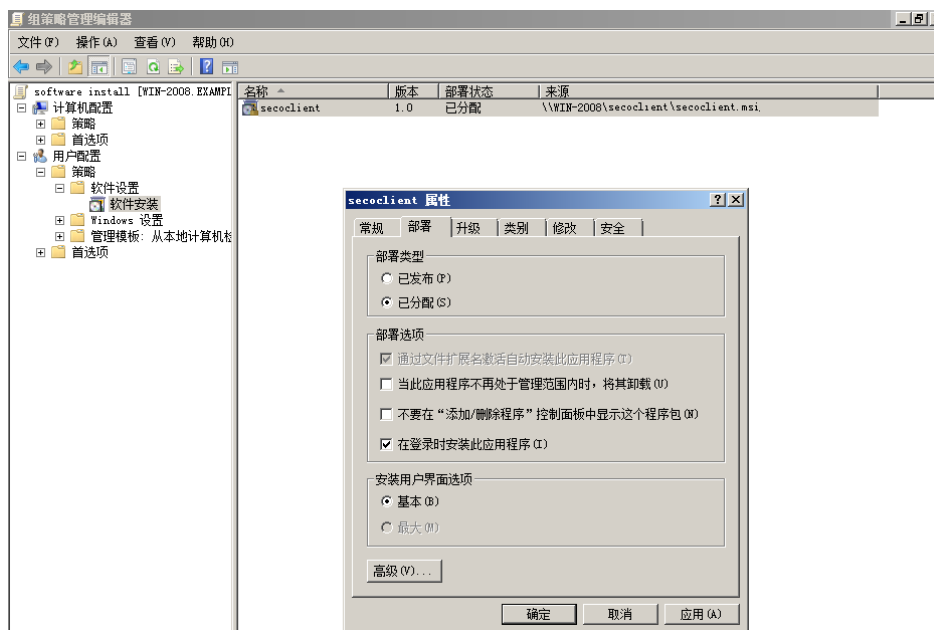 组策略管理编辑器
文件(F) 操作(A) 查看(V) 帮助(H)
software install [WIN-2008.EXAMPL
计算机配置
策略
首选项
用户配置
策略
软件设置
软件安装
Windows 设置
管理模板: 从本地计算机检
首选项
名称 版本 部署状态 来源
secoclient 1.0 已分配 \\WIN-2008\secoclient\secoclient.msi
secoclient 属性
常规 部署 升级 类别 修改 安全
部署类型
已发布(P)
已分配(S)
部署选项
通过文件扩展名激活自动安装此应用程序(T)
当此应用程序不再处于管理范围内时，将其卸载(U)
不要在“添加/删除程序”控制面板中显示这个程序包(N)
在登录时安装此应用程序(I)
安装用户界面选项
基本(B)
最大(M)
高级(V)...
确定 取消 应用(A)